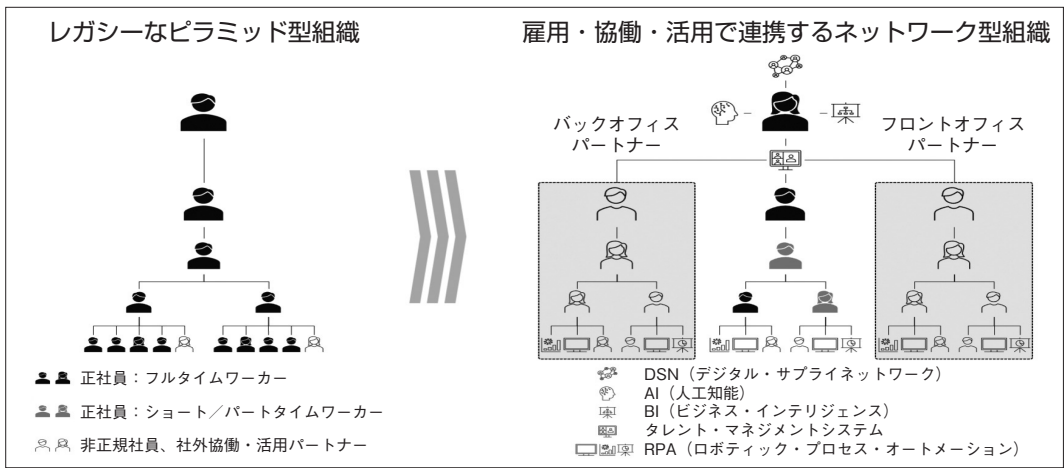 レガシーなピラミッド型組織
雇用・協働・活用で連携するネットワーク型組織
バックオフィス
パートナー
フロントオフィス
パートナー
正社員：フルタイムワーカー
正社員：ショート／パートタイムワーカー
非正規社員、社外協働・活用パートナー
DSN（デジタル・サプライネットワーク）
AI（人工知能）
BI（ビジネス・インテリジェンス）
タレント・マネジメントシステム
RPA（ロボティック・プロセス・オートメーション）